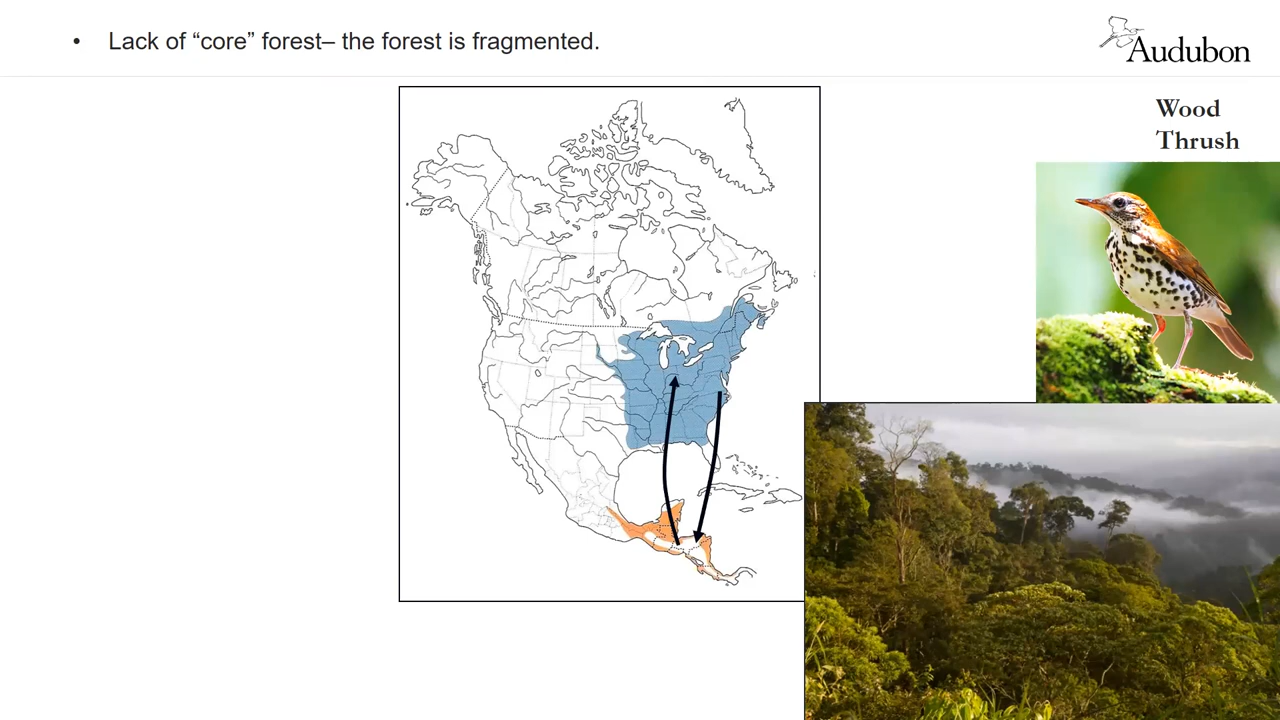 • Lack of “core” forest– the forest is fragmented.
Audubon
Wood
Thrush